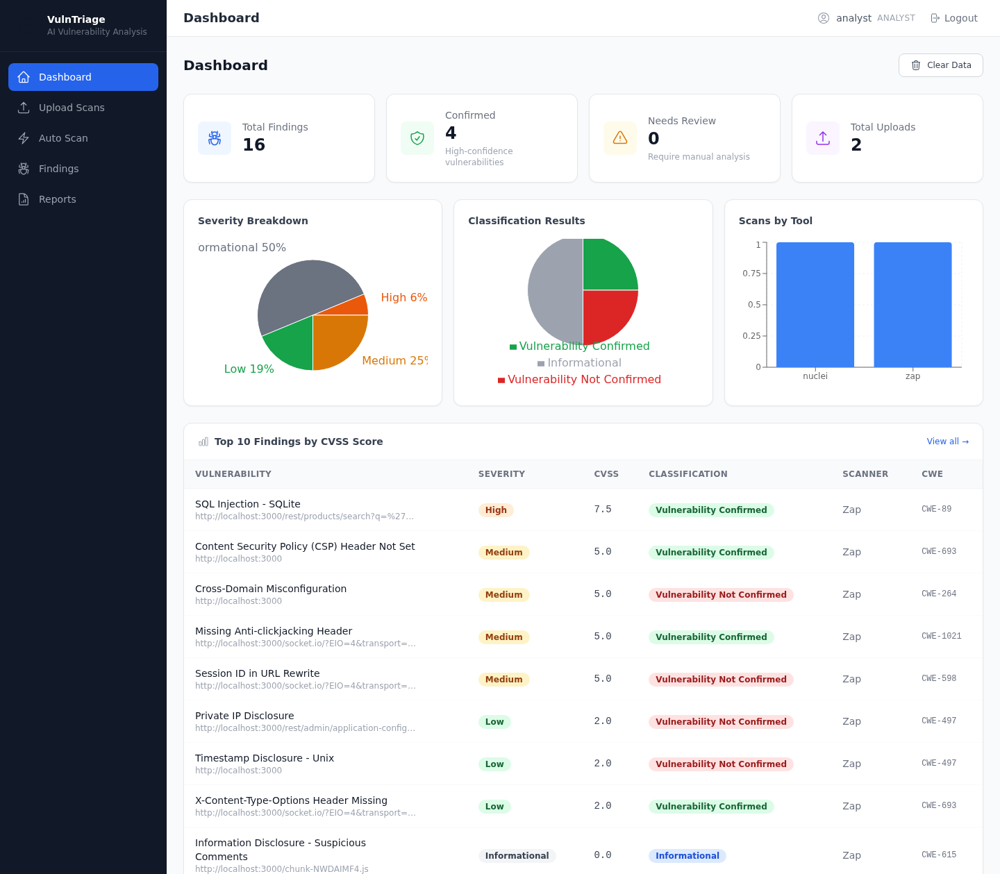 VulnTriage
AI Vulnerability Analysis
Dashboard
Upload Scans
Auto Scan
Findings
Reports
Dashboard
analyst ANALYST Logout
Dashboard
Clear Data
Total Findings
16
Confirmed
4
High-confidence
vulnerabilities
Needs Review
0
Require manual analysis
Total Uploads
2
Severity Breakdown
ormational 50%
High 6%
Medium 25%
Low 19%
Classification Results
Vulnerability Confirmed
Informational
Vulnerability Not Confirmed
Scans by Tool
1
0.75
0.5
0.25
0
nuclei zap
Top 10 Findings by CVSS Score View all →
VULNERABILITY SEVERITY CVSS CLASSIFICATION SCANNER CWE
SQL Injection - SQLite
http://localhost:3000/rest/products/search?q=%27...
High 7.5 Vulnerability Confirmed Zap CWE-89
Content Security Policy (CSP) Header Not Set
http://localhost:3000
Medium 5.0 Vulnerability Confirmed Zap CWE-693
Cross-Domain Misconfiguration
http://localhost:3000
Medium 5.0 Vulnerability Not Confirmed Zap CWE-264
Missing Anti-clickjacking Header
http://localhost:3000/socket.io/?EIO=4&transport=...
Medium 5.0 Vulnerability Confirmed Zap CWE-1021
Session ID in URL Rewrite
http://localhost:3000/socket.io/?EIO=4&transport=...
Medium 5.0 Vulnerability Not Confirmed Zap CWE-598
Private IP Disclosure
http://localhost:3000/rest/admin/application-config...
Low 2.0 Vulnerability Not Confirmed Zap CWE-497
Timestamp Disclosure - Unix
http://localhost:3000
Low 2.0 Vulnerability Not Confirmed Zap CWE-497
X-Content-Type-Options Header Missing
http://localhost:3000/socket.io/?EIO=4&transport=...
Low 2.0 Vulnerability Confirmed Zap CWE-693
Information Disclosure - Suspicious
Comments
http://localhost:3000/chunk-NWDAIMF4.js
Informational 0.0 Informational Zap CWE-615